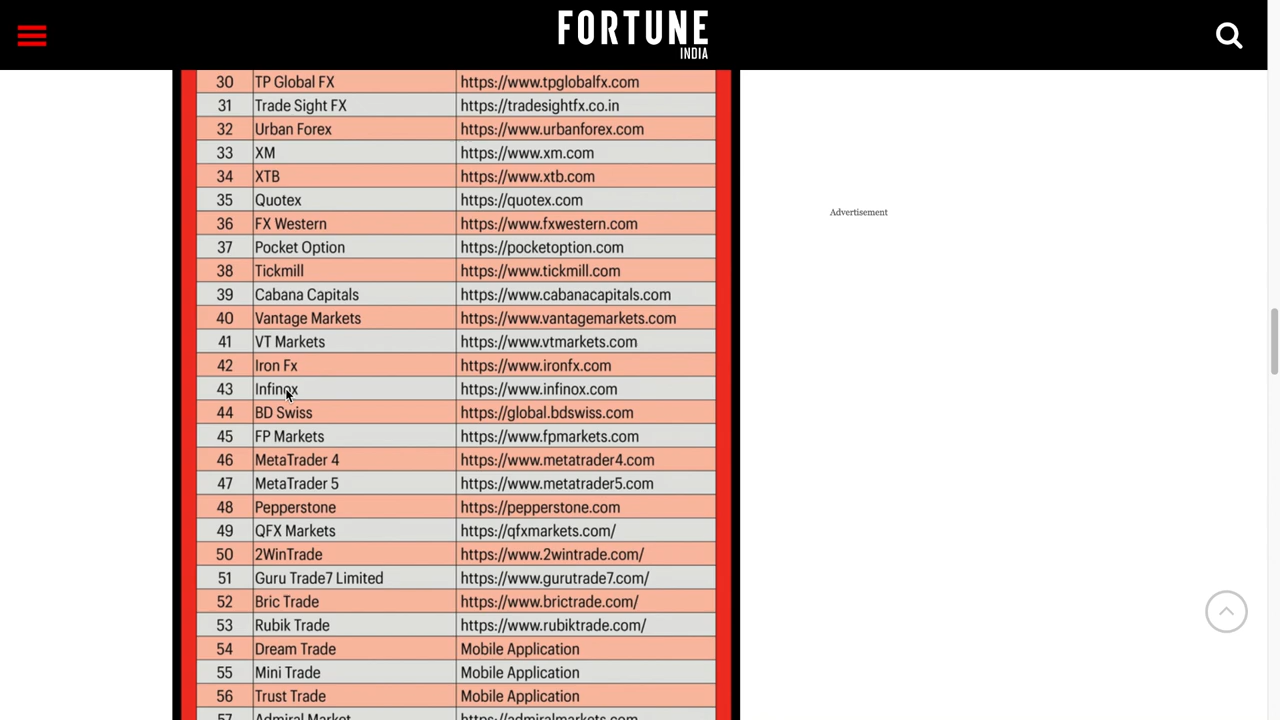 FORTUNE
INDIA
30 TP Global FX https://www.tpglobalfx.com
31 Trade Sight FX https://tradesightfx.co.in
32 Urban Forex https://www.urbanforex.com
33 XM https://www.xm.com
34 XTB https://www.xtb.com
35 Quotex https://quotex.com
36 FX Western https://www.fxwestern.com
37 Pocket Option https://pocketoption.com
38 Tickmill https://www.tickmill.com
39 Cabana Capitals https://www.cabanacapitals.com
40 Vantage Markets https://www.vantagemarkets.com
41 VT Markets https://www.vtmarkets.com
42 Iron Fx https://www.ironfx.com
43 Infinox https://www.infinox.com
44 BD Swiss https://global.bdswiss.com
45 FP Markets https://www.fpmarkets.com
46 MetaTrader 4 https://www.metatrader4.com
47 MetaTrader 5 https://www.metatrader5.com
48 Pepperstone https://pepperstone.com
49 QFX Markets https://qfxmarkets.com/
50 2WinTrade https://www.2wintrade.com/
51 Guru Trade7 Limited https://www.gurutrade7.com/
52 Bric Trade https://www.brictrade.com/
53 Rubik Trade https://www.rubiktrade.com/
54 Dream Trade Mobile Application
55 Mini Trade Mobile Application
56 Trust Trade Mobile Application
57 Admiral Market https://admiralmarkets.com
Advertisement